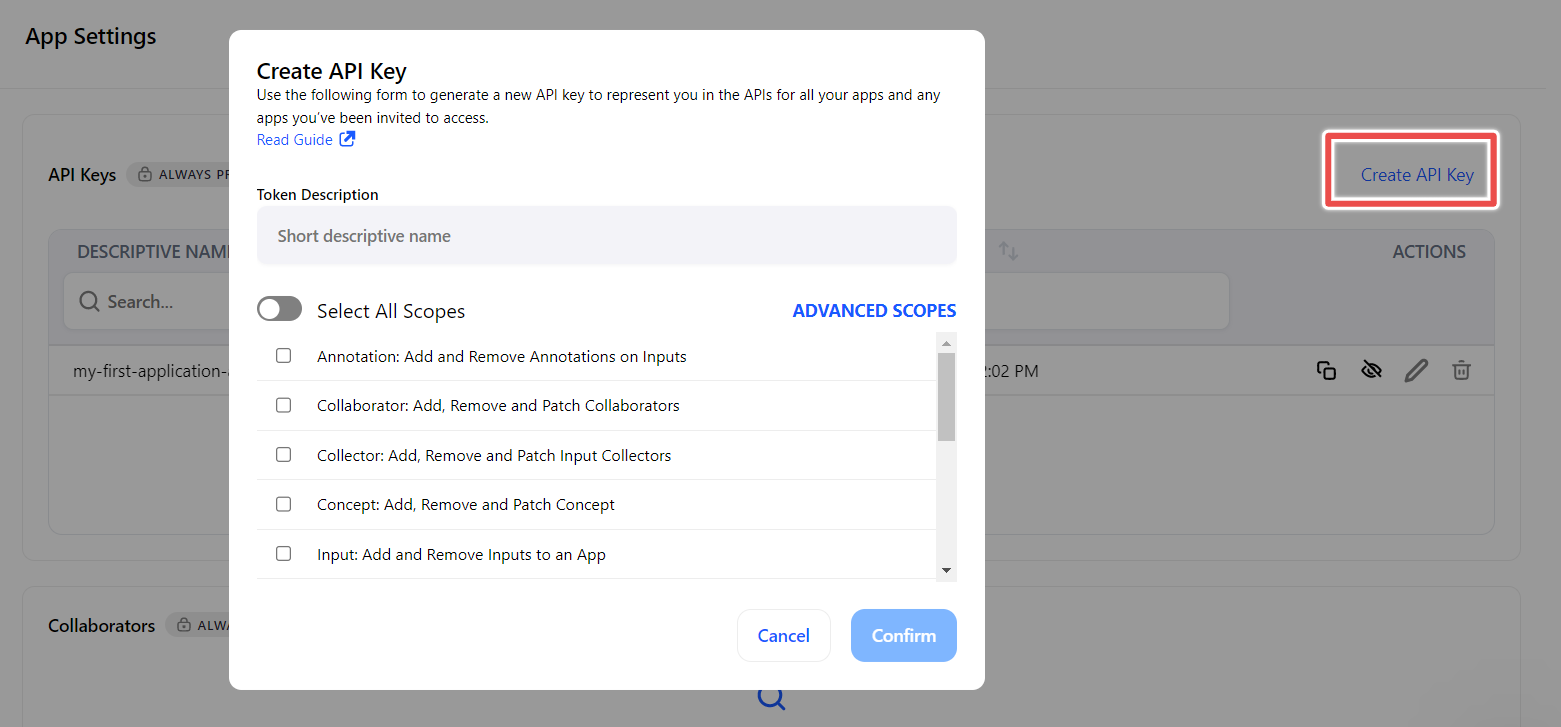 App Settings
Create API Key
Use the following form to generate a new API key to represent you in the APIs for all your apps and any
apps you've been invited to access.
Read Guide
API Keys
ALWAYS
Create API Key
Token Description
Short descriptive name
DESCRIPTIVE NAME
ACTIONS
Search...
Select All Scopes
ADVANCED SCOPES
Annotation: Add and Remove Annotations on Inputs
my-first-application-
2:02 PM
Collaborator: Add, Remove and Patch Collaborators
Collector: Add, Remove and Patch Input Collectors
Concept: Add, Remove and Patch Concept
Input: Add and Remove Inputs to an App
Collaborators
Cancel
Confirm